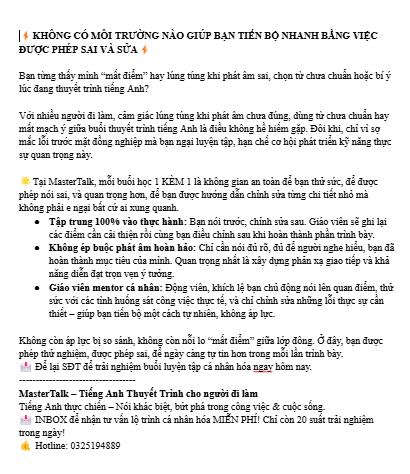 ⚡ KHÔNG CÓ MÔI TRƯỜNG NÀO GIÚP BẠN TIẾN BỘ NHANH BẰNG VIỆC
ĐƯỢC PHÉP SAI VÀ SỬA ⚡
Bạn từng thấy mình “mất điểm” hay lúng túng khi phát âm sai, chọn từ chưa chuẩn hoặc bí ý
lúc đang thuyết trình tiếng Anh?
Với nhiều người đi làm, cảm giác lúng túng khi phát âm chưa đúng, dùng từ chưa chuẩn hay
mất mạch ý giữa buổi thuyết trình tiếng Anh là điều không hề hiếm gặp. Đôi khi, chỉ vì sợ
mắc lỗi trước mặt đồng nghiệp mà bạn ngại luyện tập, hạn chế cơ hội phát triển kỹ năng thực
sự quan trọng này.
☀️ Tại MasterTalk, mỗi buổi học 1 KÈM 1 là không gian an toàn để bạn thử sức, để được
phép nói sai, và quan trọng hơn, để bạn được hướng dẫn chỉnh sửa từng chi tiết nhỏ mà
không phải e ngại bất cứ ai xung quanh.
● Tập trung 100% vào thực hành: Bạn nói trước, chỉnh sửa sau. Giáo viên sẽ ghi lại
các điểm cần cải thiện rồi cùng bạn điều chỉnh sau khi hoàn thành phần trình bày.
● Không ép buộc phát âm hoàn hảo: Chỉ cần nói đủ rõ, đủ để người nghe hiểu, bạn đã
hoàn thành mục tiêu của mình. Quan trọng nhất là xây dựng phản xạ giao tiếp và khả
năng diễn đạt trọn vẹn ý tưởng.
● Giáo viên mentor cá nhân: Động viên, khích lệ bạn chủ động nói lên quan điểm, thử
sức với các tình huống sát công việc thực tế, và chỉ chỉnh sửa những lỗi thực sự cần
thiết – giúp bạn tiến bộ một cách tự nhiên, không áp lực.
Không còn áp lực bị so sánh, không còn nỗi lo “mất điểm” giữa lớp đông. Ở đây, bạn được
phép thử nghiệm, được phép sai, để ngày càng tự tin hơn trong mỗi lần trình bày.
📩 Để lại SĐT để trải nghiệm buổi luyện tập cá nhân hóa ngay hôm nay.
-----------------------------------
MasterTalk – Tiếng Anh Thuyết Trình cho người đi làm
Tiếng Anh thực chiến – Nói khác biệt, bứt phá trong công việc & cuộc sống.
📩 INBOX để nhận tư vấn lộ trình cá nhân hóa MIỄN PHÍ! Chỉ còn 20 suất trải nghiệm
trong ngày!
👍 Hotline: 0325194889